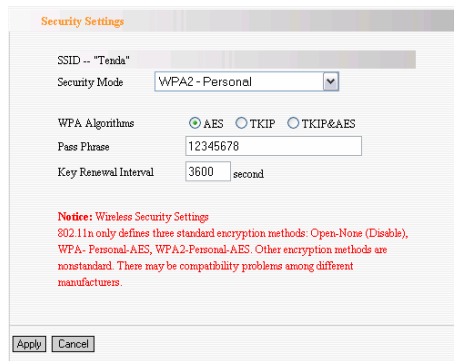 Security Settings
SSID -- "Tenda"
Security Mode WPA2 - Personal
WPA Algorithms AES TKIP TKIP&AES
Pass Phrase 12345678
Key Renewal Interval 3600 second
Notice: Wireless Security Settings
802.11n only defines three standard encryption methods: Open-None (Disable),
WPA- Personal-AES, WPA2-Personal-AES. Other encryption methods are
nonstandard. There may be compatibility problems among different
manufacturers.
Apply Cancel